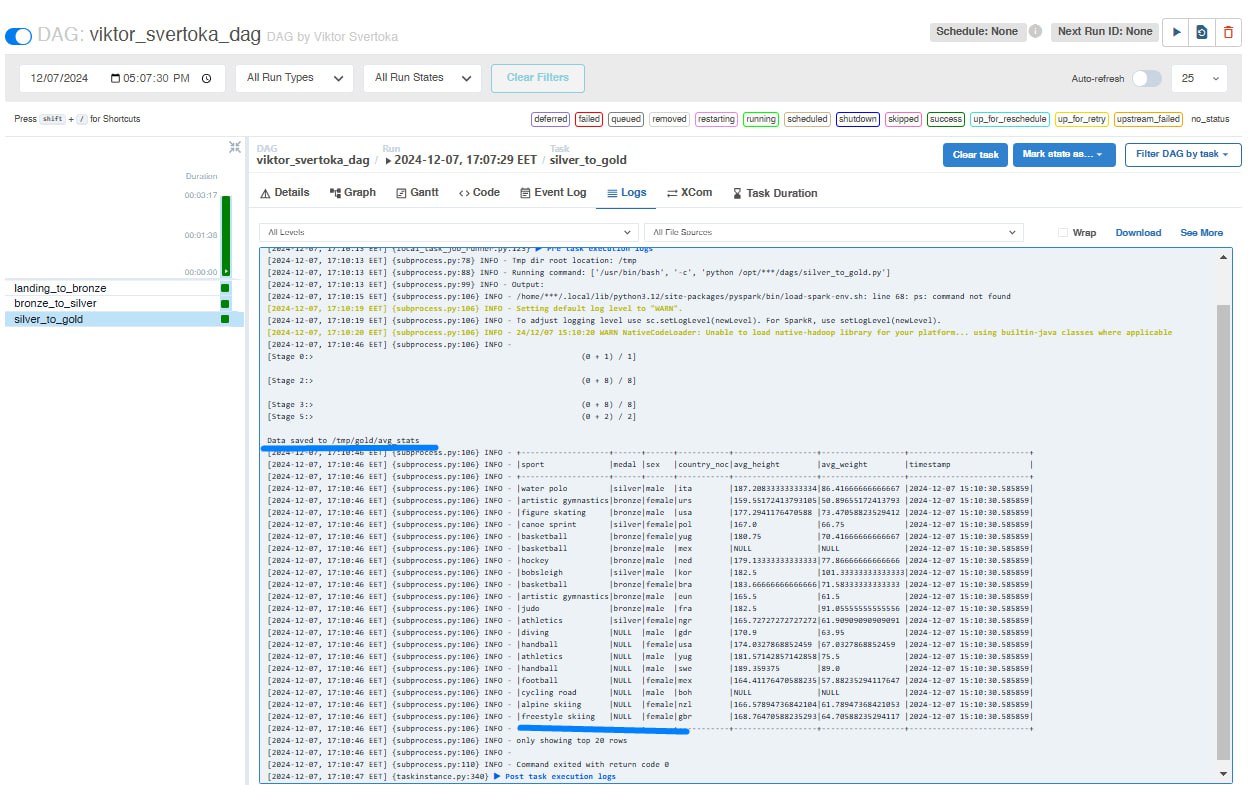 DAG: viktor_svertoka_dag DAG by Viktor Svertoka
Schedule: None
Next Run ID: None
12/07/2024 05:07:30 PM
All Run Types
All Run States
Clear Filters
Auto-refresh
25
Press shift + / for Shortcuts
deferred failed queued removed restarting running scheduled shutdown skipped success up_for_reschedule up_for_retry upstream_failed no_status
DAG
viktor_svertoka_dag /
Run
2024-12-07, 17:07:29 EET /
Task
silver_to_gold
Clear task
Mark state as...
Filter DAG by task
Duration
00:03:17
00:01:38
00:00:00
landing_to_bronze
bronze_to_silver
silver_to_gold
Details
Graph
Gantt
Code
Event Log
Logs
XCom
Task Duration
All Levels
All File Sources
Wrap
Download
See More
[2024-12-07, 17:10:13 EET] {local_task_job_runner.py:123} ▶ Pre task execution logs
[2024-12-07, 17:10:13 EET] {subprocess.py:78} INFO - Tmp dir root location: /tmp
[2024-12-07, 17:10:13 EET] {subprocess.py:88} INFO - Running command: ['/usr/bin/bash', '-c', 'python /opt/***/dags/silver_to_gold.py']
[2024-12-07, 17:10:13 EET] {subprocess.py:99} INFO - Output:
[2024-12-07, 17:10:15 EET] {subprocess.py:106} INFO - /home/***/.local/lib/python3.12/site-packages/pyspark/bin/load-spark-env.sh: line 68: ps: command not found
[2024-12-07, 17:10:19 EET] {subprocess.py:106} INFO - Setting default log level to "WARN".
[2024-12-07, 17:10:19 EET] {subprocess.py:106} INFO - To adjust logging level use sc.setLogLevel(newLevel). For SparkR, use setLogLevel(newLevel).
[2024-12-07, 17:10:20 EET] {subprocess.py:106} INFO - 24/12/07 15:10:20 WARN NativeCodeLoader: Unable to load native-hadoop library for your platform... using builtin-java classes where applicable
[2024-12-07, 17:10:46 EET] {subprocess.py:106} INFO -
[Stage 0:> (0 + 1) / 1]
[Stage 2:> (0 + 8) / 8]
[Stage 3:> (0 + 8) / 8]
[Stage 5:> (0 + 2) / 2]
Data saved to /tmp/gold/avg_stats
[2024-12-07, 17:10:46 EET] {subprocess.py:106} INFO - +------------------+------+------+-----------+------------------+------------------+--------------------------+
[2024-12-07, 17:10:46 EET] {subprocess.py:106} INFO - |sport |medal |sex |country_noc|avg_height |avg_weight |timestamp |
[2024-12-07, 17:10:46 EET] {subprocess.py:106} INFO - +------------------+------+------+-----------+------------------+------------------+--------------------------+
[2024-12-07, 17:10:46 EET] {subprocess.py:106} INFO - |water polo |silver|male |ita |187.20833333333334|86.41666666666667 |2024-12-07 15:10:30.585859|
[2024-12-07, 17:10:46 EET] {subprocess.py:106} INFO - |artistic gymnastics|bronze|female|urs |159.55172413793105|50.89655172413793 |2024-12-07 15:10:30.585859|
[2024-12-07, 17:10:46 EET] {subprocess.py:106} INFO - |figure skating |bronze|male |usa |177.2941176470588 |73.47058823529412 |2024-12-07 15:10:30.585859|
[2024-12-07, 17:10:46 EET] {subprocess.py:106} INFO - |canoe sprint |silver|female|pol |167.0 |66.75 |2024-12-07 15:10:30.585859|
[2024-12-07, 17:10:46 EET] {subprocess.py:106} INFO - |basketball |bronze|female|yug |180.75 |70.41666666666667 |2024-12-07 15:10:30.585859|
[2024-12-07, 17:10:46 EET] {subprocess.py:106} INFO - |basketball |bronze|male |mex |NULL |NULL |2024-12-07 15:10:30.585859|
[2024-12-07, 17:10:46 EET] {subprocess.py:106} INFO - |hockey |bronze|male |ned |179.13333333333333|77.86666666666666 |2024-12-07 15:10:30.585859|
[2024-12-07, 17:10:46 EET] {subprocess.py:106} INFO - |bobsleigh |silver|male |kor |182.5 |101.33333333333333|2024-12-07 15:10:30.585859|
[2024-12-07, 17:10:46 EET] {subprocess.py:106} INFO - |basketball |bronze|female|bra |183.66666666666666|71.58333333333333 |2024-12-07 15:10:30.585859|
[2024-12-07, 17:10:46 EET] {subprocess.py:106} INFO - |artistic gymnastics|bronze|male |eun |165.5 |61.5 |2024-12-07 15:10:30.585859|
[2024-12-07, 17:10:46 EET] {subprocess.py:106} INFO - |judo |bronze|male |fra |182.5 |91.05555555555556 |2024-12-07 15:10:30.585859|
[2024-12-07, 17:10:46 EET] {subprocess.py:106} INFO - |athletics |silver|female|ngr |165.72727272727272|61.90909090909091 |2024-12-07 15:10:30.585859|
[2024-12-07, 17:10:46 EET] {subprocess.py:106} INFO - |diving |NULL |male |gdr |170.9 |63.95 |2024-12-07 15:10:30.585859|
[2024-12-07, 17:10:46 EET] {subprocess.py:106} INFO - |handball |NULL |female|usa |174.0327868852459 |67.0327868852459 |2024-12-07 15:10:30.585859|
[2024-12-07, 17:10:46 EET] {subprocess.py:106} INFO - |athletics |NULL |male |yug |181.57142857142858|75.5 |2024-12-07 15:10:30.585859|
[2024-12-07, 17:10:46 EET] {subprocess.py:106} INFO - |handball |NULL |male |swe |189.359375 |89.0 |2024-12-07 15:10:30.585859|
[2024-12-07, 17:10:46 EET] {subprocess.py:106} INFO - |football |NULL |female|mex |164.41176470588235|57.88235294117647 |2024-12-07 15:10:30.585859|
[2024-12-07, 17:10:46 EET] {subprocess.py:106} INFO - |cycling road |NULL |male |boh |NULL |NULL |2024-12-07 15:10:30.585859|
[2024-12-07, 17:10:46 EET] {subprocess.py:106} INFO - |alpine skiing |NULL |female|nzl |166.57894736842104|61.78947368421053 |2024-12-07 15:10:30.585859|
[2024-12-07, 17:10:46 EET] {subprocess.py:106} INFO - |freestyle skiing |NULL |female|gbr |168.76470588235293|64.70588235294117 |2024-12-07 15:10:30.585859|
[2024-12-07, 17:10:46 EET] {subprocess.py:106} INFO - +------------------+------+------+-----------+------------------+------------------+--------------------------+
[2024-12-07, 17:10:46 EET] {subprocess.py:106} INFO - only showing top 20 rows
[2024-12-07, 17:10:46 EET] {subprocess.py:106} INFO -
[2024-12-07, 17:10:47 EET] {subprocess.py:110} INFO - Command exited with return code 0
[2024-12-07, 17:10:47 EET] {taskinstance.py:340} ▶ Post task execution logs